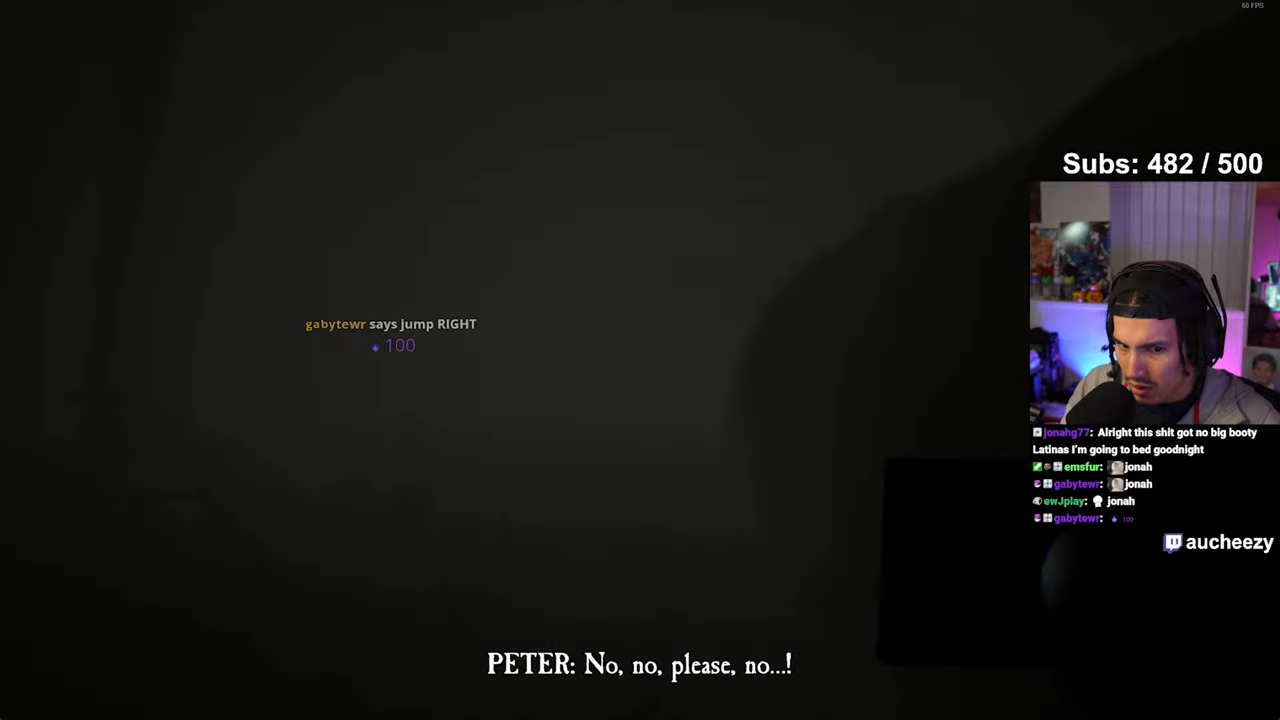 60 FPS
Subs: 482 / 500
gabytewr says jump RIGHT
100
jonahg77: Alright this shit got no big booty
Latinas I'm going to bed goodnight
emsfur: jonah
gabytewr: jonah
ewJplay: jonah
gabytewr: 100
aucheezy
PETER: No, no, please, no...!